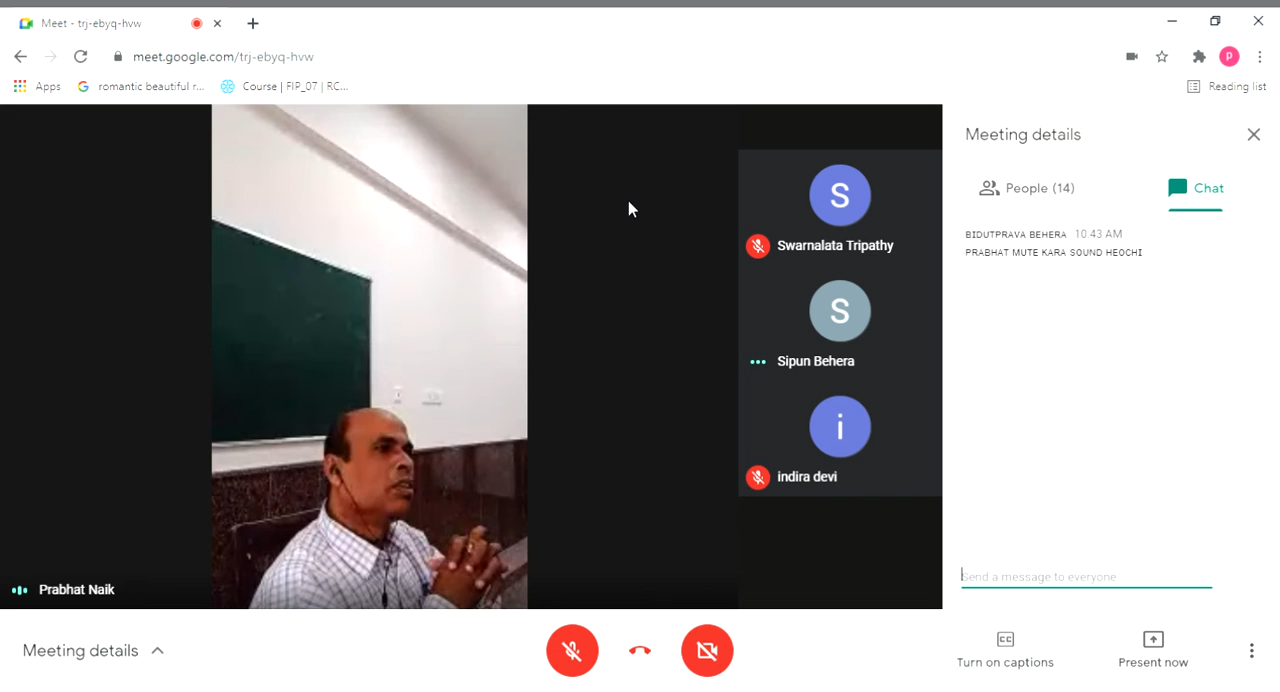 Meet - trj-ebyq-hvw
meet.google.com/trj-ebyq-hvw
P
Apps
romantic beautiful r...
Course | FIP_07 | RC...
Reading list
S
Swarnalata Tripathy
S
Sipun Behera
i
indira devi
Prabhat Naik
Meeting details
People (14)
Chat
BIDUTPRAVA BEHERA 10:43 AM
PRABHAT MUTE KARA SOUND HEOCHI
Send a message to everyone
Meeting details
CC
Turn on captions
Present now